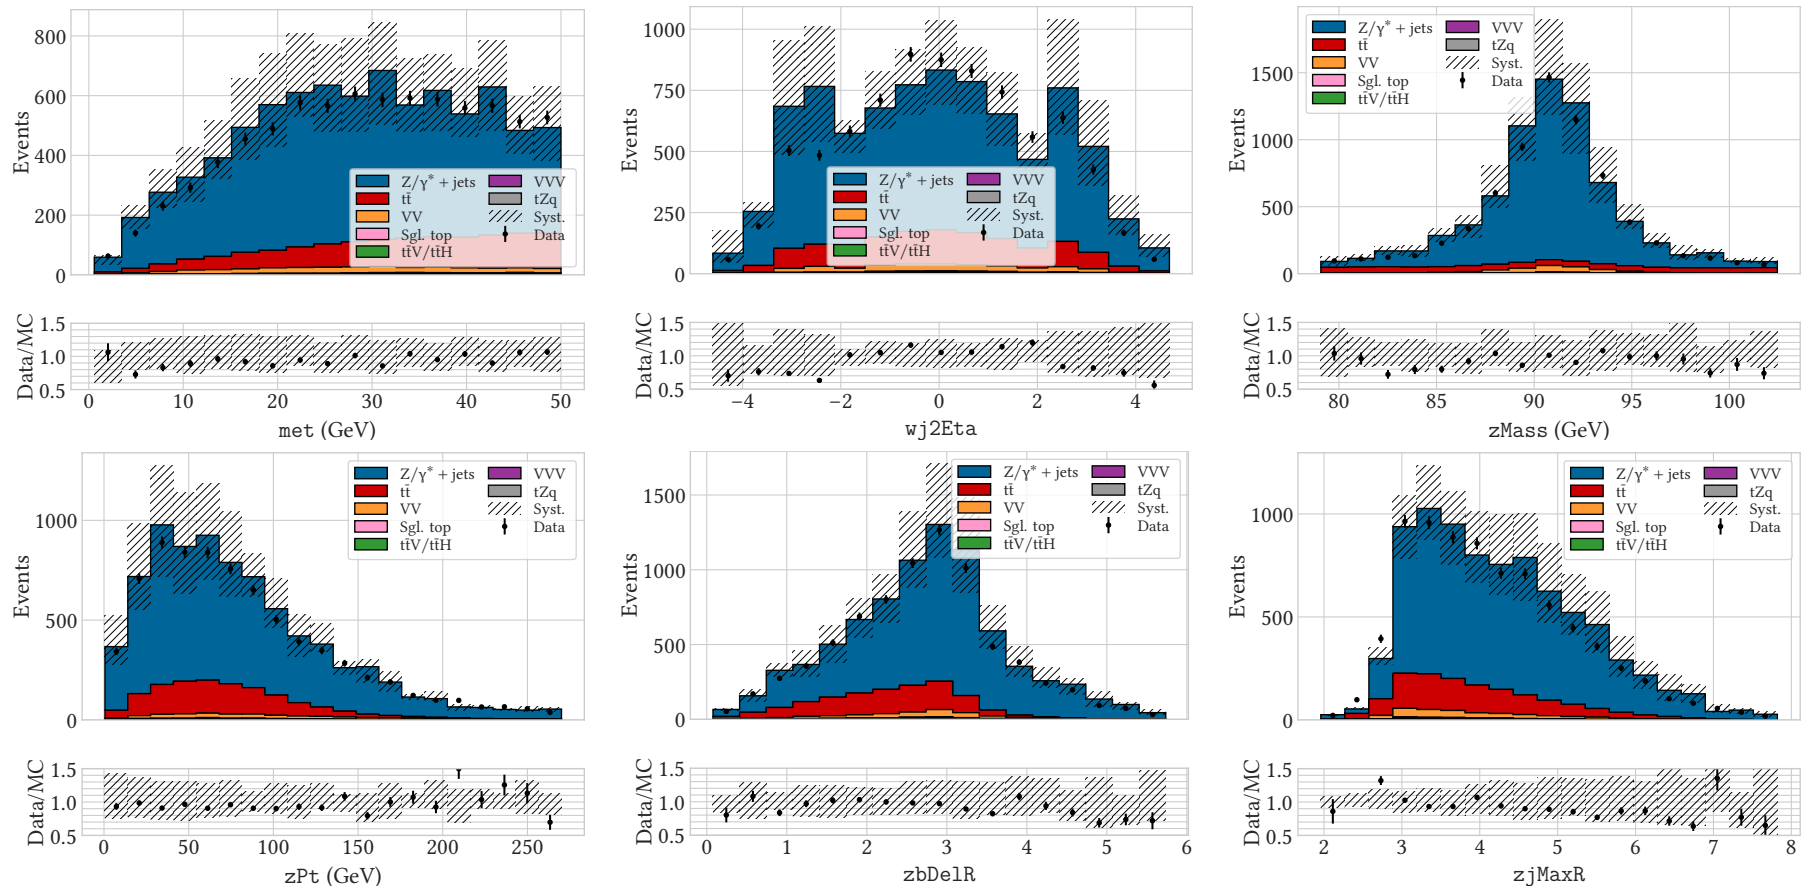 800
600
400
200
0
Events
Z/γ* + jets
tt̄
VV
Sgl. top
tt̄V/tt̄H
VVV
tZq
Syst.
Data
1.5
1.0
0.5
Data/MC
0 10 20 30 40 50
met (GeV)
1000
750
500
250
0
Events
Z/γ* + jets
tt̄
VV
Sgl. top
tt̄V/tt̄H
VVV
tZq
Syst.
Data
1.5
1.0
0.5
Data/MC
−4 −2 0 2 4
wj2Eta
1500
1000
500
0
Events
Z/γ* + jets
tt̄
VV
Sgl. top
tt̄V/tt̄H
VVV
tZq
Syst.
Data
1.5
1.0
0.5
Data/MC
80 85 90 95 100
zMass (GeV)
1000
500
0
Events
Z/γ* + jets
tt̄
VV
Sgl. top
tt̄V/tt̄H
VVV
tZq
Syst.
Data
1.5
1.0
0.5
Data/MC
0 50 100 150 200 250
zPt (GeV)
1500
1000
500
0
Events
Z/γ* + jets
tt̄
VV
Sgl. top
tt̄V/tt̄H
VVV
tZq
Syst.
Data
1.5
1.0
0.5
Data/MC
0 1 2 3 4 5 6
zbDelR
1000
500
0
Events
Z/γ* + jets
tt̄
VV
Sgl. top
tt̄V/tt̄H
VVV
tZq
Syst.
Data
1.5
1.0
0.5
Data/MC
2 3 4 5 6 7 8
zjMaxR